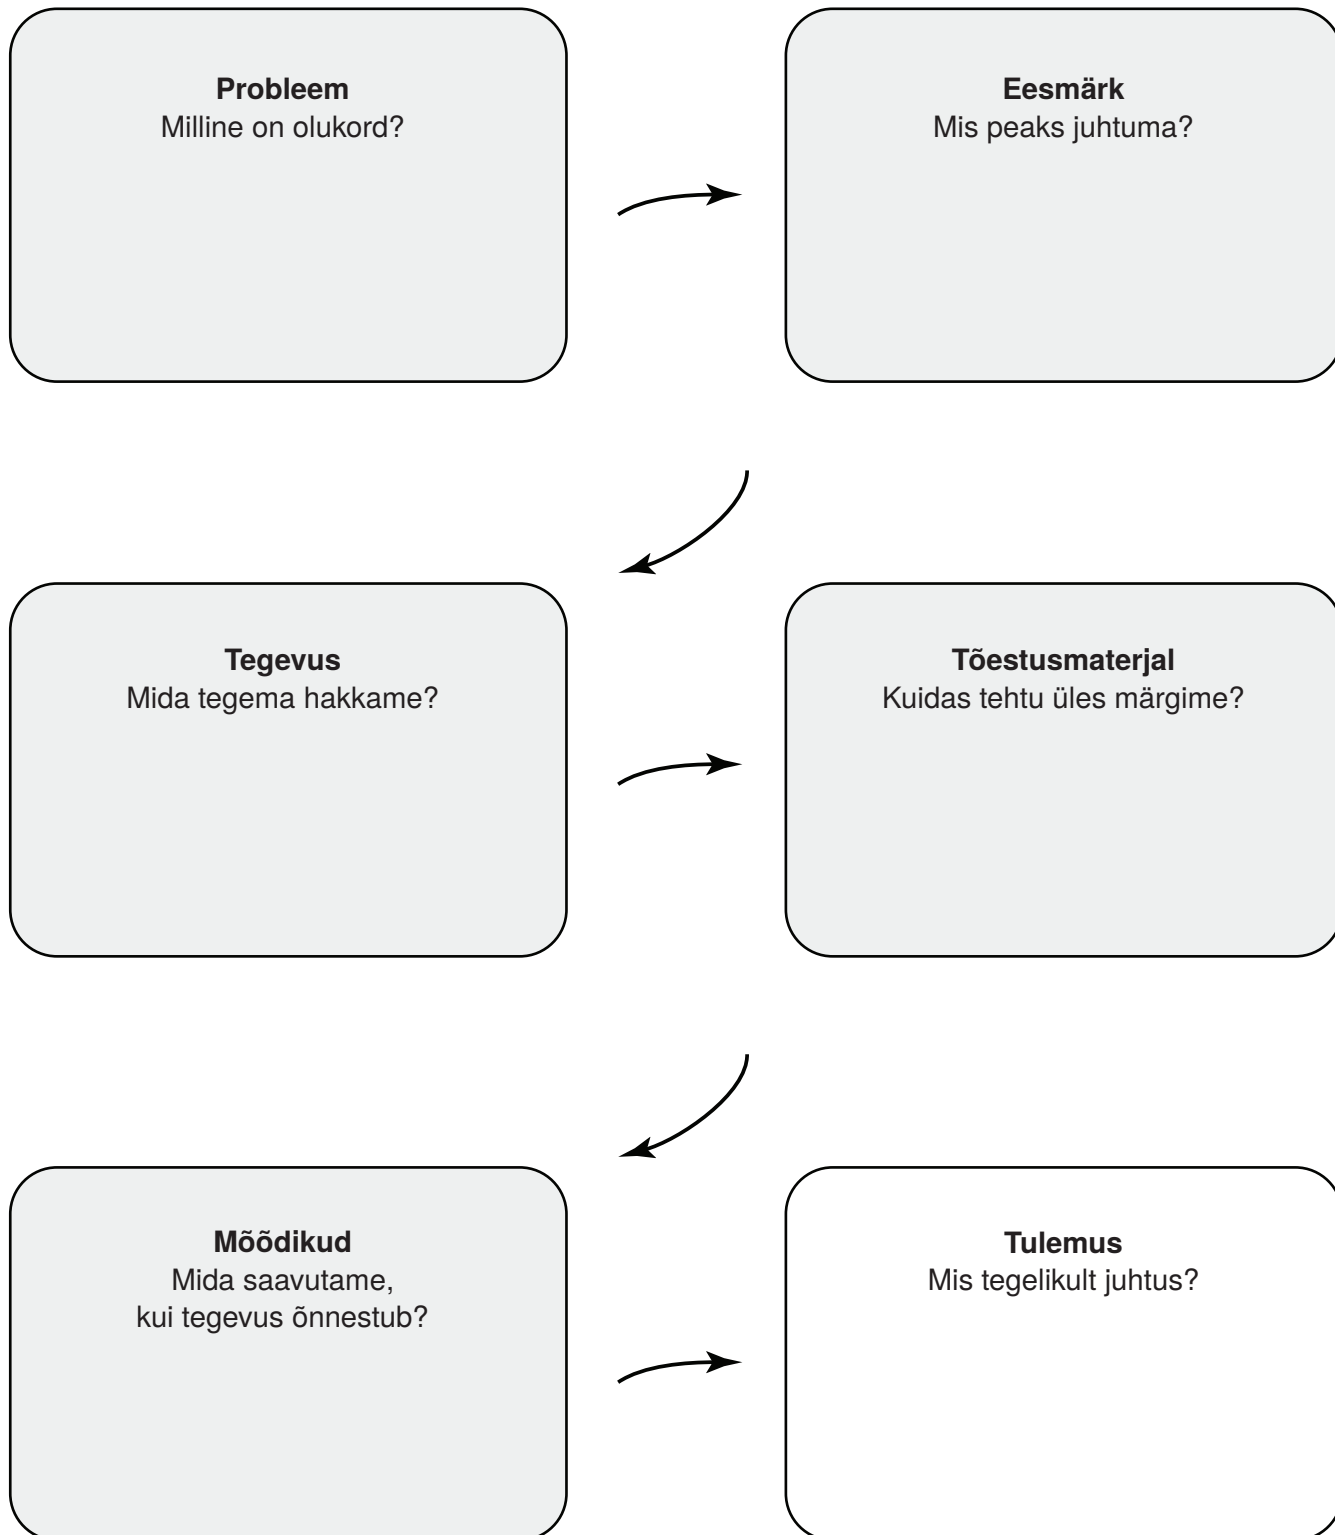 Probleem
Milline on olukord?
Eesmärk
Mis peaks juhtuma?
Tegevus
Mida tegema hakkame?
Tõestusmaterjal
Kuidas tehtu üles märgime?
Mõõdikud
Mida saavutame,
kui tegevus õnnestub?
Tulemus
Mis tegelikult juhtus?